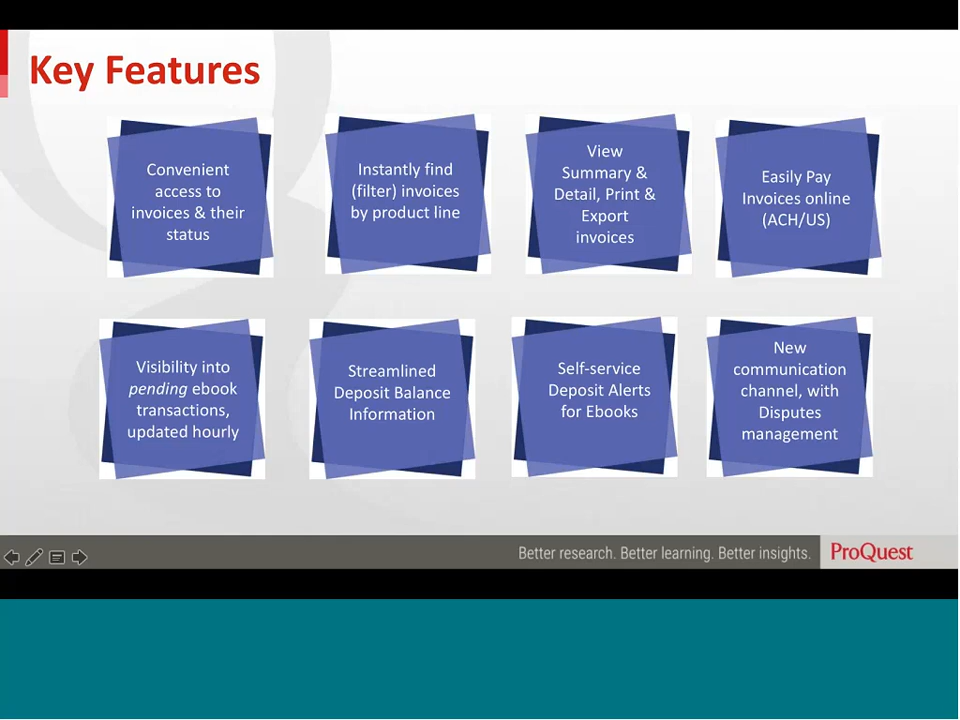 Key Features
Convenient
access to
invoices & their
status
Instantly find
(filter) invoices
by product line
View
Summary &
Detail, Print &
Export
invoices
Easily Pay
Invoices online
(ACH/US)
Visibility into
pending ebook
transactions,
updated hourly
Streamlined
Deposit Balance
Information
Self-service
Deposit Alerts
for Ebooks
New
communication
channel, with
Disputes
management
Better research. Better learning. Better insights.
ProQuest